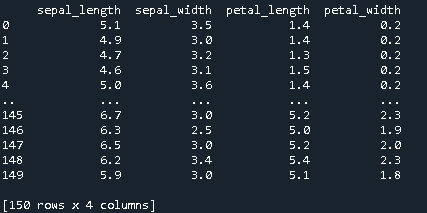 sepal_length sepal_width petal_length petal_width
0 5.1 3.5 1.4 0.2
1 4.9 3.0 1.4 0.2
2 4.7 3.2 1.3 0.2
3 4.6 3.1 1.5 0.2
4 5.0 3.6 1.4 0.2
.. ... ... ... ...
145 6.7 3.0 5.2 2.3
146 6.3 2.5 5.0 1.9
147 6.5 3.0 5.2 2.0
148 6.2 3.4 5.4 2.3
149 5.9 3.0 5.1 1.8
[150 rows x 4 columns]